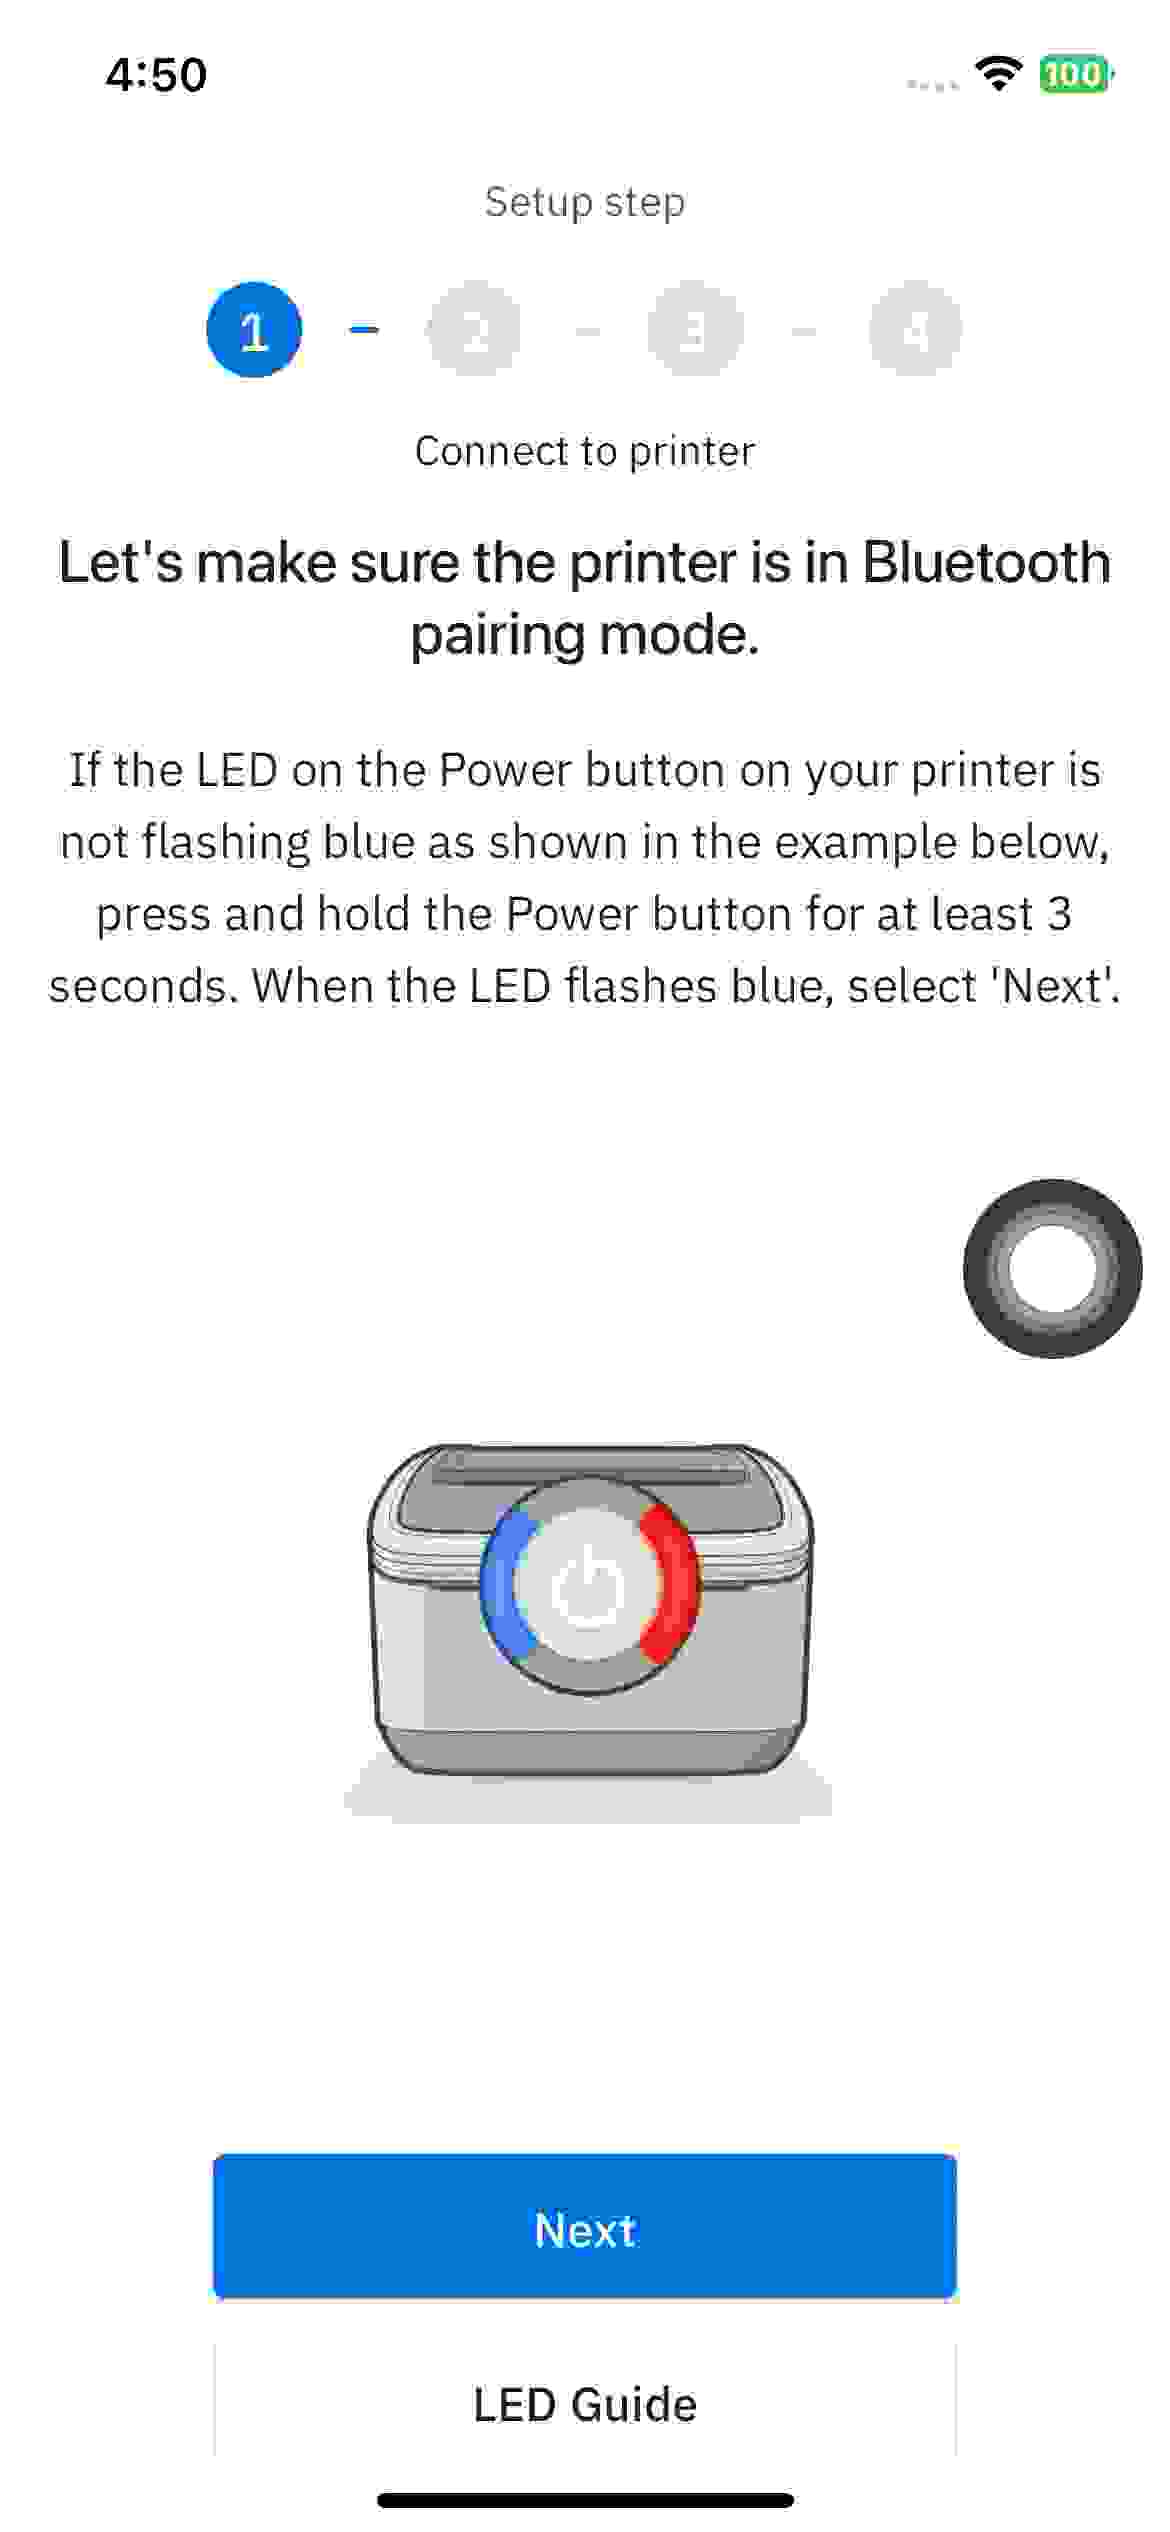 4:50
100
Setup step
1
2
3
4
Connect to printer
Let's make sure the printer is in Bluetooth
pairing mode.
If the LED on the Power button on your printer is
not flashing blue as shown in the example below,
press and hold the Power button for at least 3
seconds. When the LED flashes blue, select 'Next'.
Next
LED Guide